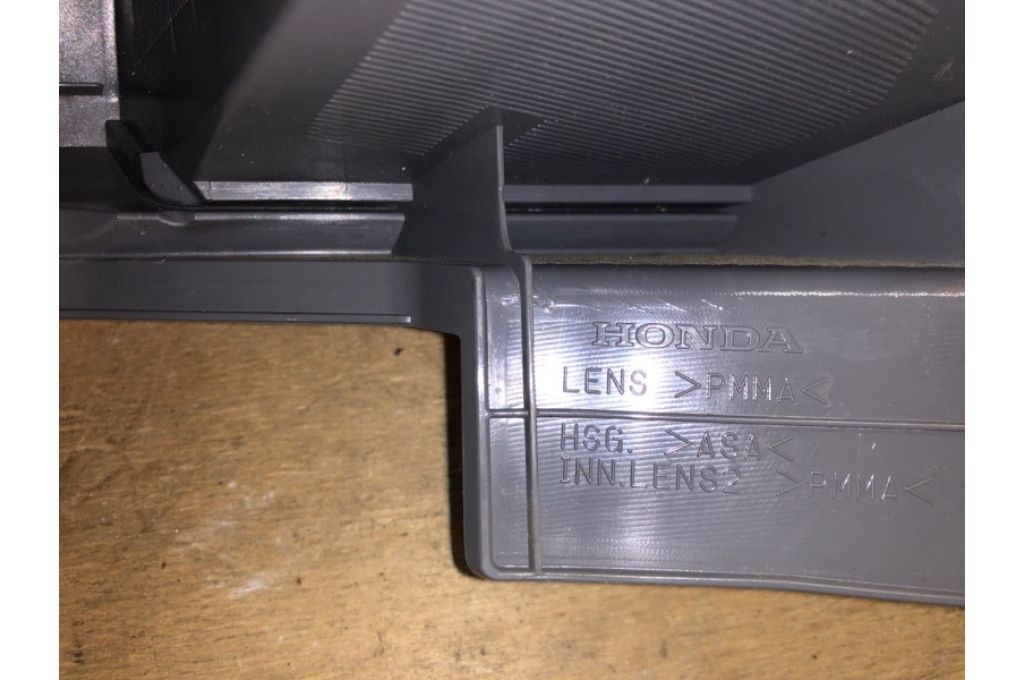 HONDA
LENS >PMMA<
HSG. >ASA<
INN.LENS2 >PMMA<